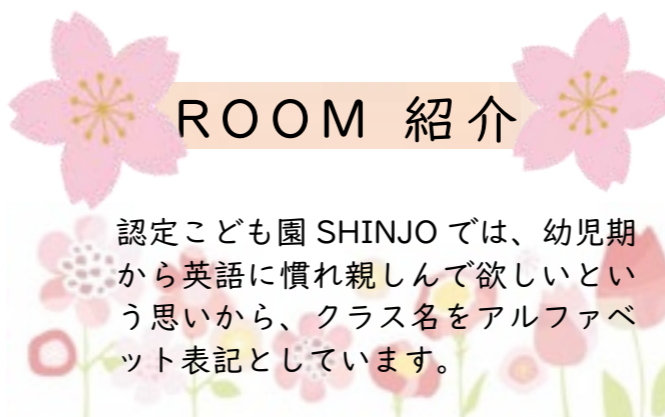 ROOM 紹介
認定こども園 SHINJO では、幼児期
から英語に慣れ親しんで欲しいとい
う思いから、クラス名をアルファベ
ット表記としています。